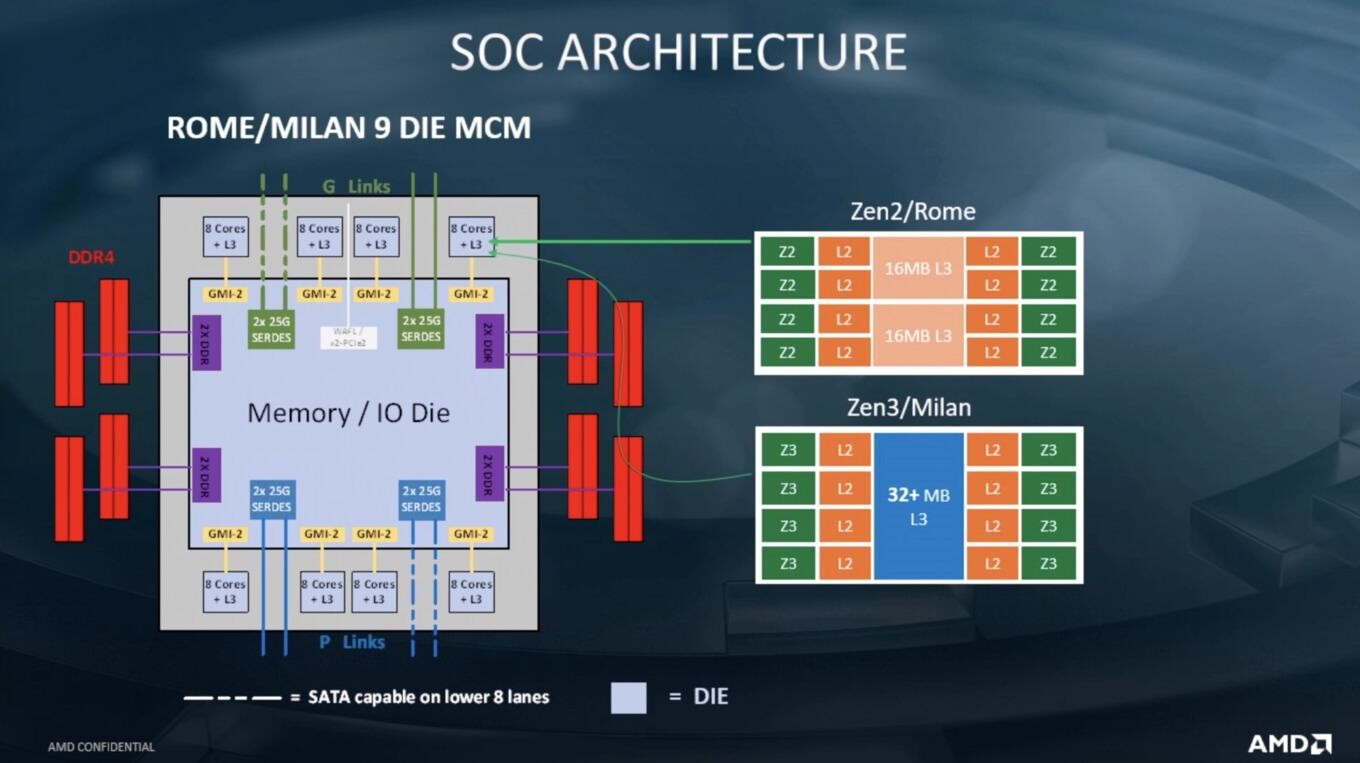 SOC ARCHITECTURE
ROME/MILAN 9 DIE MCM
G Links
8 Cores
+ L3
8 Cores
+ L3
8 Cores
+ L3
8 Cores
+ L3
DDR4
GMI-2
GMI-2
GMI-2
GMI-2
2X DDR
2x 25G
SERDES
WAFL /
x2-PCIe2
2x 25G
SERDES
2X DDR
Memory / IO Die
2X DDR
2x 25G
SERDES
2x 25G
SERDES
2X DDR
GMI-2
GMI-2
GMI-2
GMI-2
8 Cores
+ L3
8 Cores
+ L3
8 Cores
+ L3
8 Cores
+ L3
P Links
= SATA capable on lower 8 lanes
= DIE
Zen2/Rome
Z2 L2 16MB L3 L2 Z2
Z2 L2 L2 Z2
Z2 L2 16MB L3 L2 Z2
Z2 L2 L2 Z2
Zen3/Milan
Z3 L2 L2 Z3
Z3 L2 32+ MB L2 Z3
Z3 L2 L3 L2 Z3
Z3 L2 L2 Z3
AMD CONFIDENTIAL
AMD